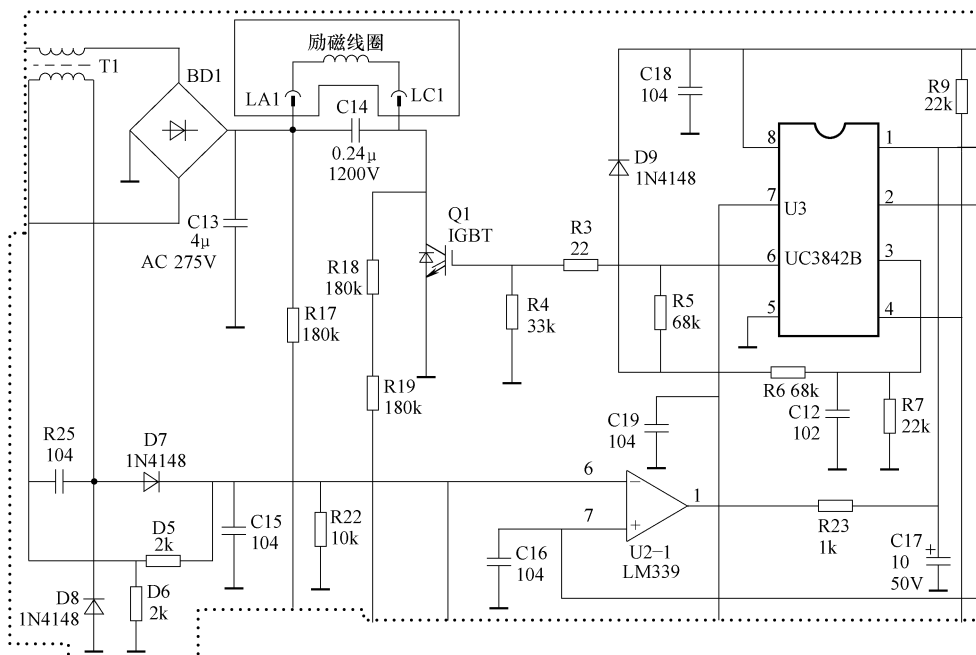 励磁线圈
T1
BD1
LA1
LC1
C14
0.24μ
1200V
C18
104
R9
22k
D9
1N4148
8
1
7
2
U3
6
3
UC3842B
5
4
C13
4μ
AC 275V
Q1
IGBT
R3
22
R18
180k
R17
180k
R4
33k
R5
68k
R19
180k
R6 68k
C12
102
R7
22k
C19
104
R25
104
D7
1N4148
6
7
1
U2-1
LM339
R23
1k
C15
104
R22
10k
C16
104
C17
+
10
50V
D5
2k
D8
1N4148
D6
2k
−
+